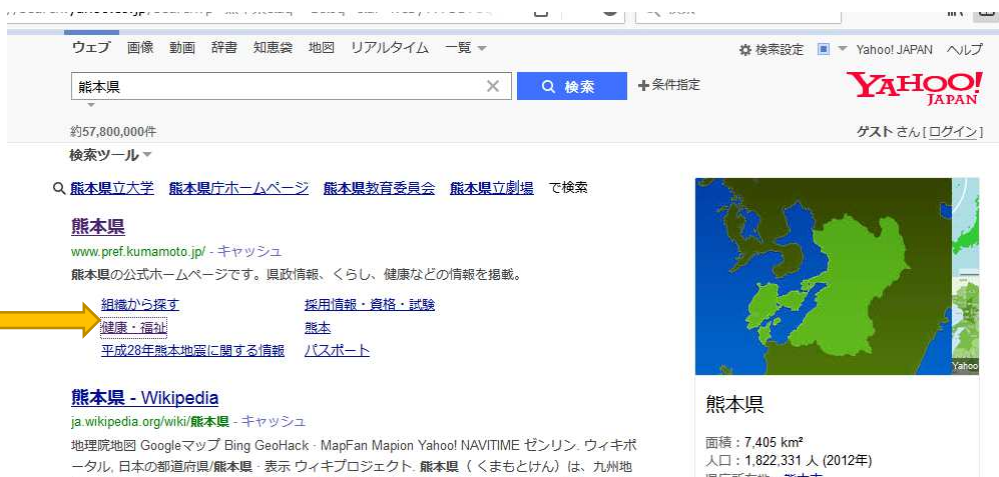 ウェブ 画像 動画 辞書 知恵袋 地図 リアルタイム 一覧
検索設定 Yahoo! JAPAN ヘルプ
熊本県
検索
+条件指定
YAHOO!
JAPAN
約57,800,000件
ゲスト さん [ ログイン ]
検索ツール
熊本県立大学 熊本県庁ホームページ 熊本県教育委員会 熊本県立劇場 で検索
熊本県
www.pref.kumamoto.jp/ - キャッシュ
熊本県の公式ホームページです。県政情報、くらし、健康などの情報を掲載。
組織から探す 採用情報・資格・試験
健康・福祉 熊本
平成28年熊本地震に関する情報 パスポート
熊本県 - Wikipedia
ja.wikipedia.org/wiki/熊本県 - キャッシュ
地理院地図 Googleマップ Bing GeoHack · MapFan Mapion Yahoo! NAVITIME ゼンリン. ウィキポ
ータル, 日本の都道府県/熊本県 · 表示 ウィキプロジェクト. 熊本県（ くまもとけん）は、九州地
Yahoo
熊本県
面積：7,405 km²
人口：1,822,331 人 (2012年)